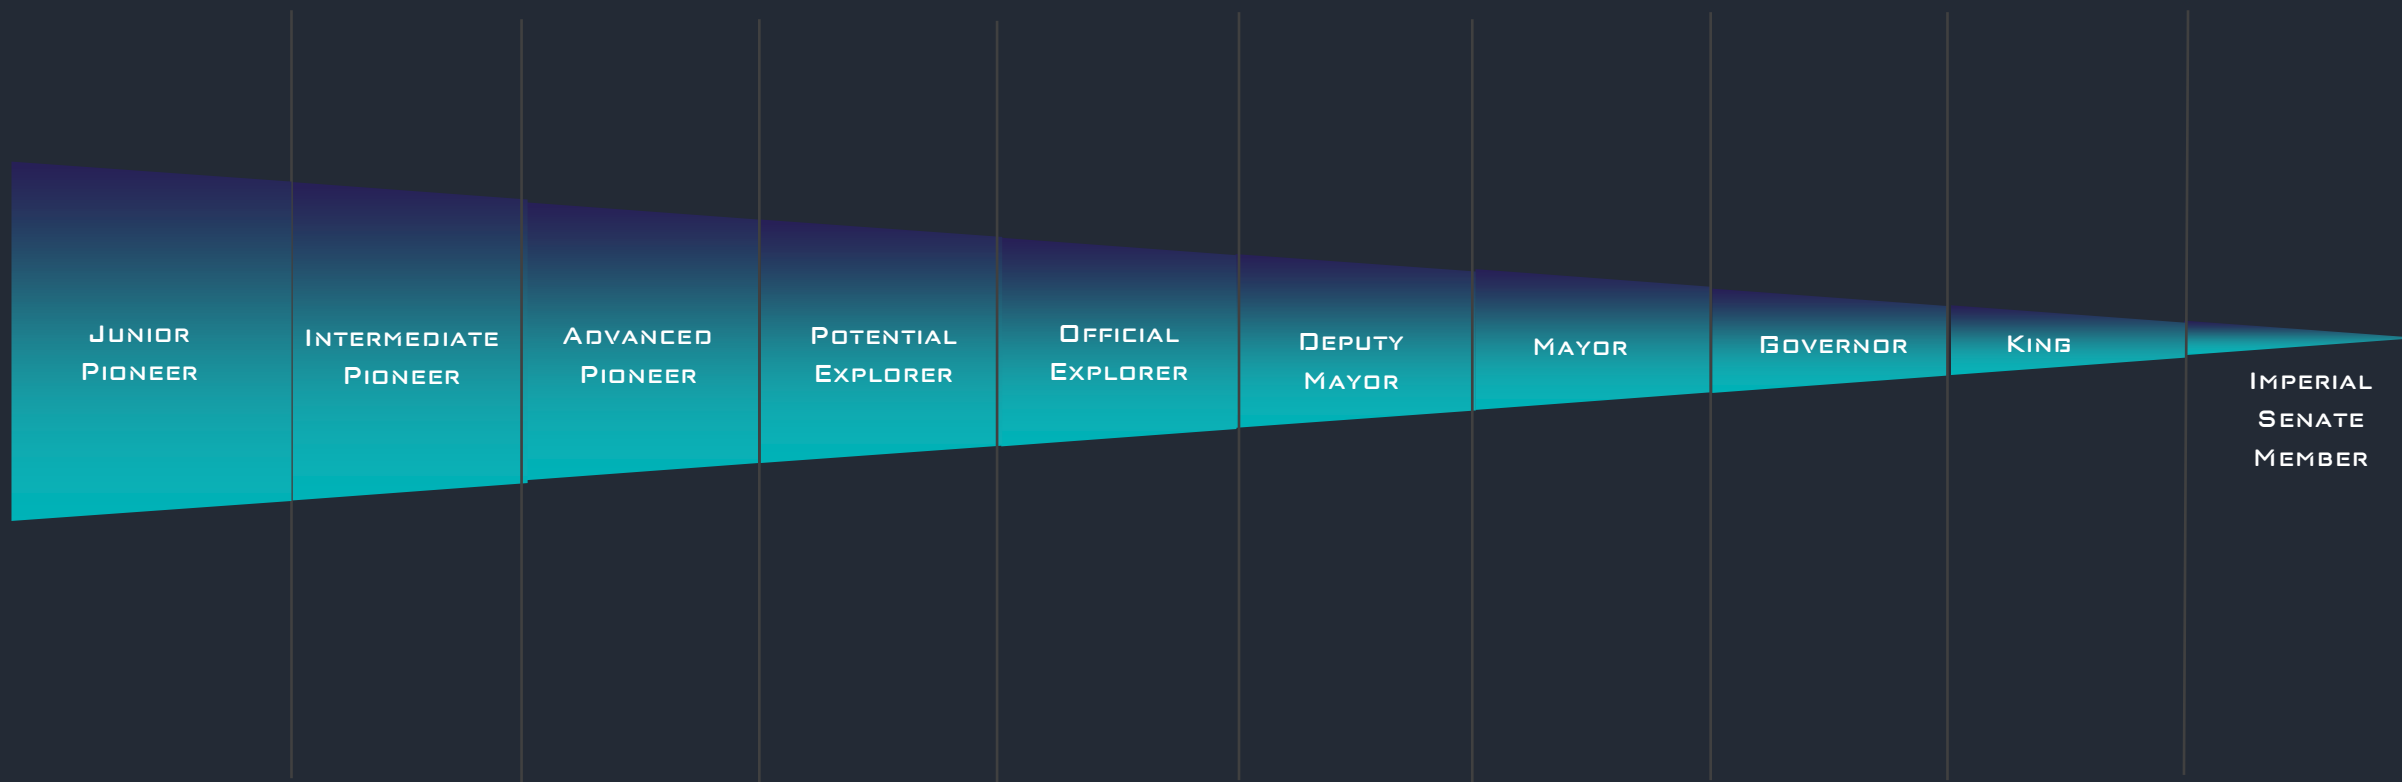 Junior
Pioneer
Intermediate
Pioneer
Advanced
Pioneer
Potential
Explorer
Official
Explorer
Deputy
Mayor
Mayor
Governor
King
Imperial
Senate
Member